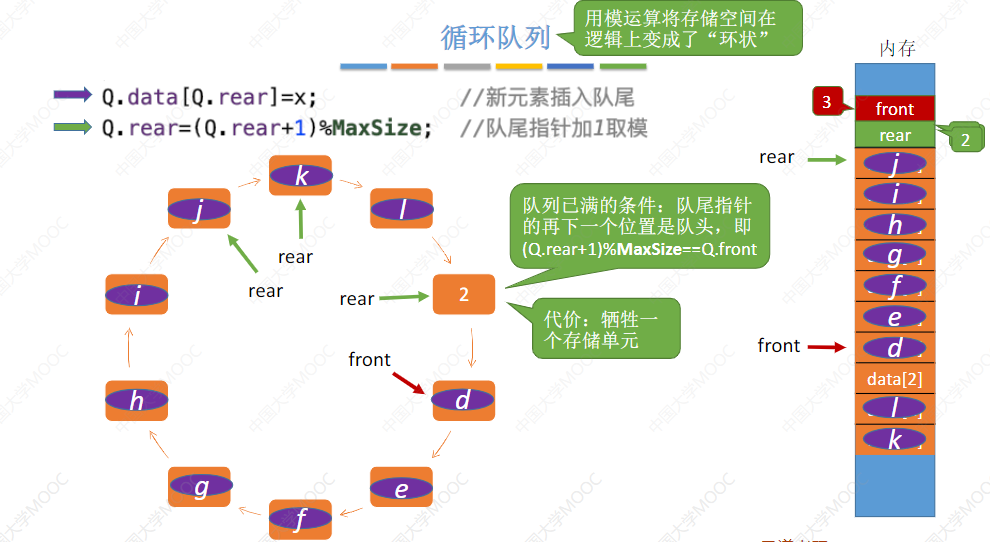 循环队列
用模运算将存储空间在
逻辑上变成了“环状”
Q.data[Q.rear]=x; //新元素插入队尾
Q.rear=(Q.rear+1)%MaxSize; //队尾指针加1取模
k
j
l
rear
rear
i
rear
2
队列已满的条件：队尾指针
的再下一个位置是队头，即
(Q.rear+1)%MaxSize==Q.front
代价：牺牲一
个存储单元
front
h
d
g
e
f
内存
3
front
rear
2
rear
j
i
h
g
f
e
front
d
data[2]
l
k
中国大学MOOC